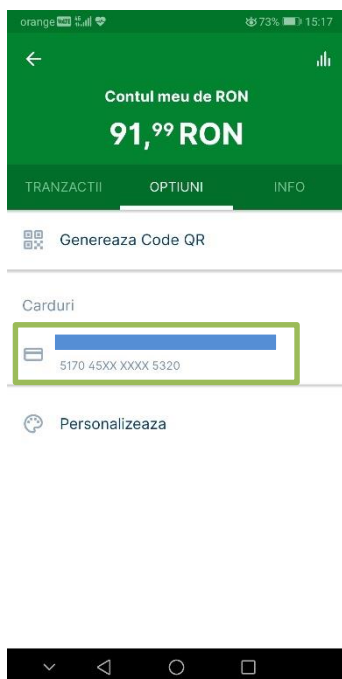 orange 73% 15:17
Contul meu de RON
91,99 RON
TRANZACTII OPTIUNI INFO
Genereaza Code QR
Carduri
5170 45XX XXXX 5320
Personalizeaza